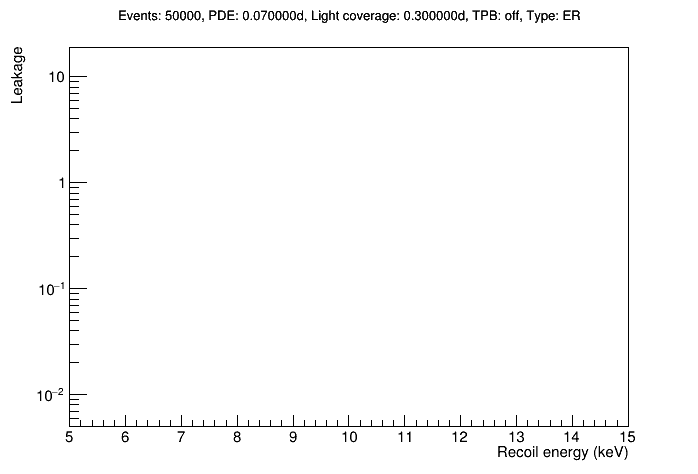 Events: 50000, PDE: 0.070000d, Light coverage: 0.300000d, TPB: off, Type: ER
Leakage
10
1
10⁻¹
10⁻²
5 6 7 8 9 10 11 12 13 14 15
Recoil energy (keV)